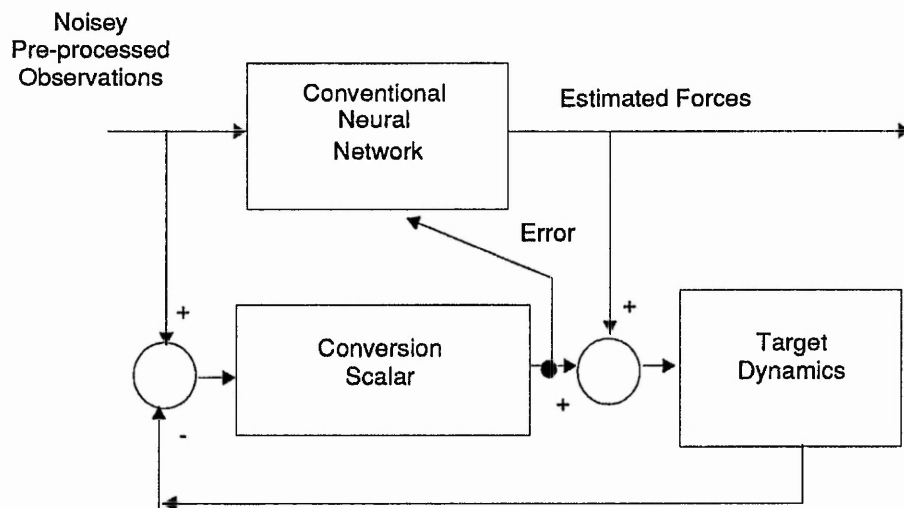 Noisey
Pre-processed
Observations
Conventional
Neural
Network
Estimated Forces
Error
+
Conversion
Scalar
+
+
Target
Dynamics
-